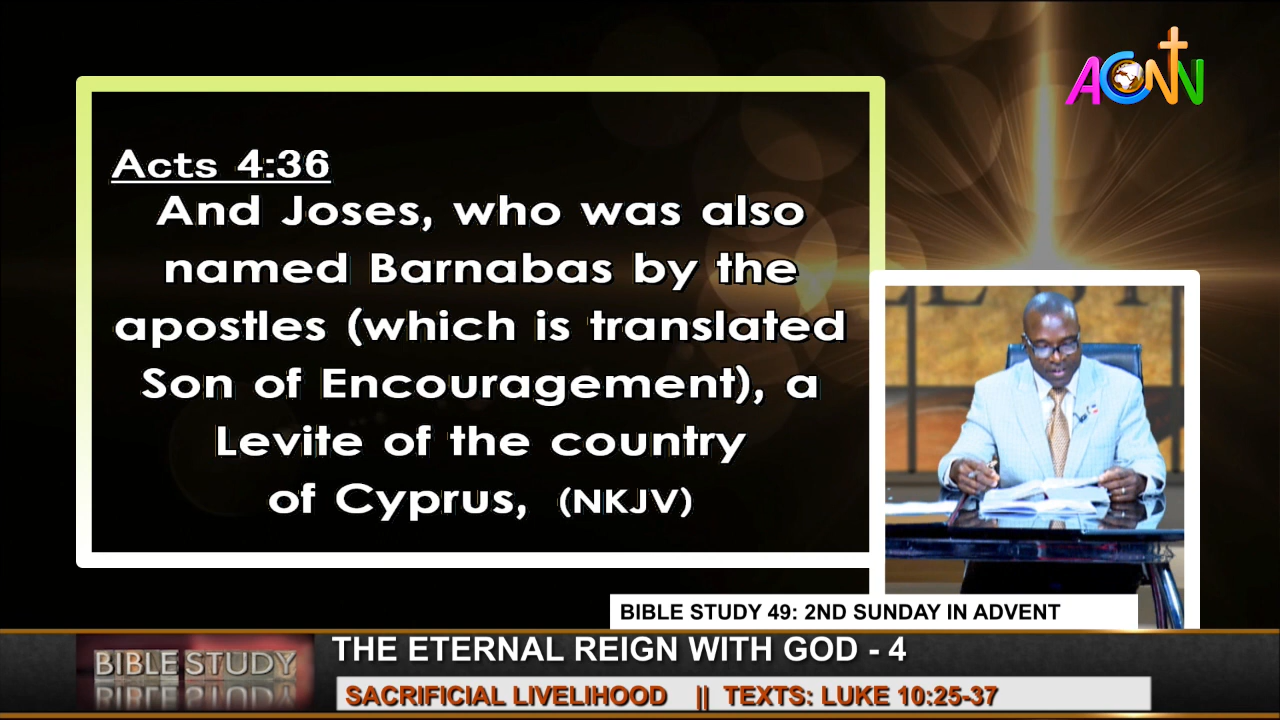 ACNN
Acts 4:36
And Joses, who was also
named Barnabas by the
apostles (which is translated
Son of Encouragement), a
Levite of the country
of Cyprus, (NKJV)
BIBLE STUDY 49: 2ND SUNDAY IN ADVENT
BIBLE STUDY
THE ETERNAL REIGN WITH GOD - 4
SACRIFICIAL LIVELIHOOD || TEXTS: LUKE 10:25-37